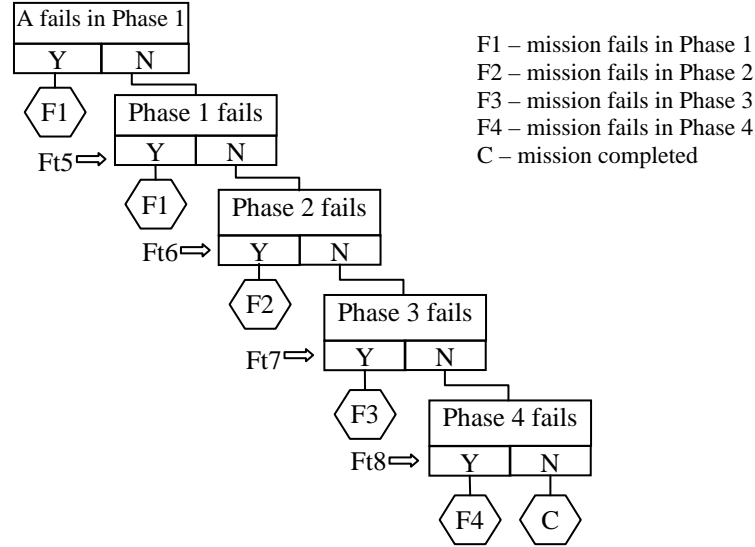 A fails in Phase 1
Y N
F1
Phase 1 fails
Ft5 Y N
F1
Phase 2 fails
Ft6 Y N
F2
Phase 3 fails
Ft7 Y N
F3
Phase 4 fails
Ft8 Y N
F4 C
F1 – mission fails in Phase 1
F2 – mission fails in Phase 2
F3 – mission fails in Phase 3
F4 – mission fails in Phase 4
C – mission completed